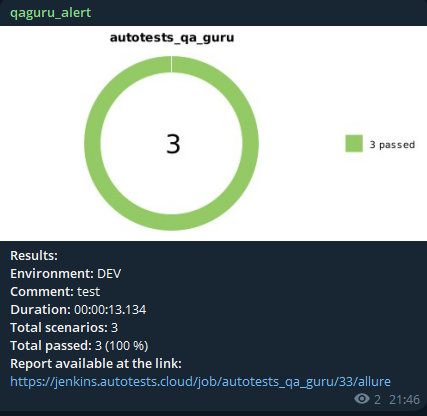 qaguru_alert
autotests_qa_guru
3
3 passed
Results:
Environment: DEV
Comment: test
Duration: 00:00:13.134
Total scenarios: 3
Total passed: 3 (100 %)
Report available at the link:
https://jenkins.autotests.cloud/job/autotests_qa_guru/33/allure
2 21:46